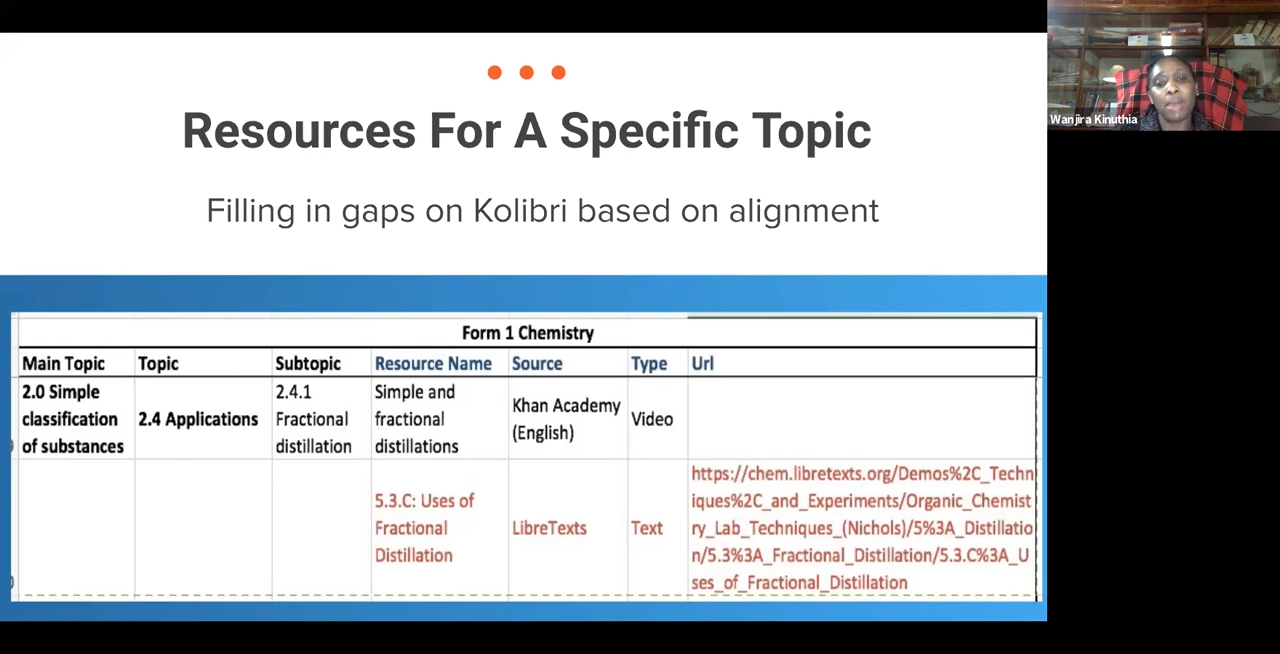 Resources For A Specific Topic
Wanjira Kinuthia
Filling in gaps on Kolibri based on alignment
Form 1 Chemistry
Main Topic Topic Subtopic Resource Name Source Type Url
2.0 Simple
classification
of substances
2.4 Applications
2.4.1
Fractional
distillation
Simple and
fractional
distillations
Khan Academy
(English)
Video
5.3.C: Uses of
Fractional
Distillation
LibreTexts
Text
https://chem.libretexts.org/Demos%2C_Techn
iques%2C_and_Experiments/Organic_Chemist
ry_Lab_Techniques_(Nichols)/5%3A_Distillatio
n/5.3%3A_Fractional_Distillation/5.3.C%3A_U
ses_of_Fractional_Distillation